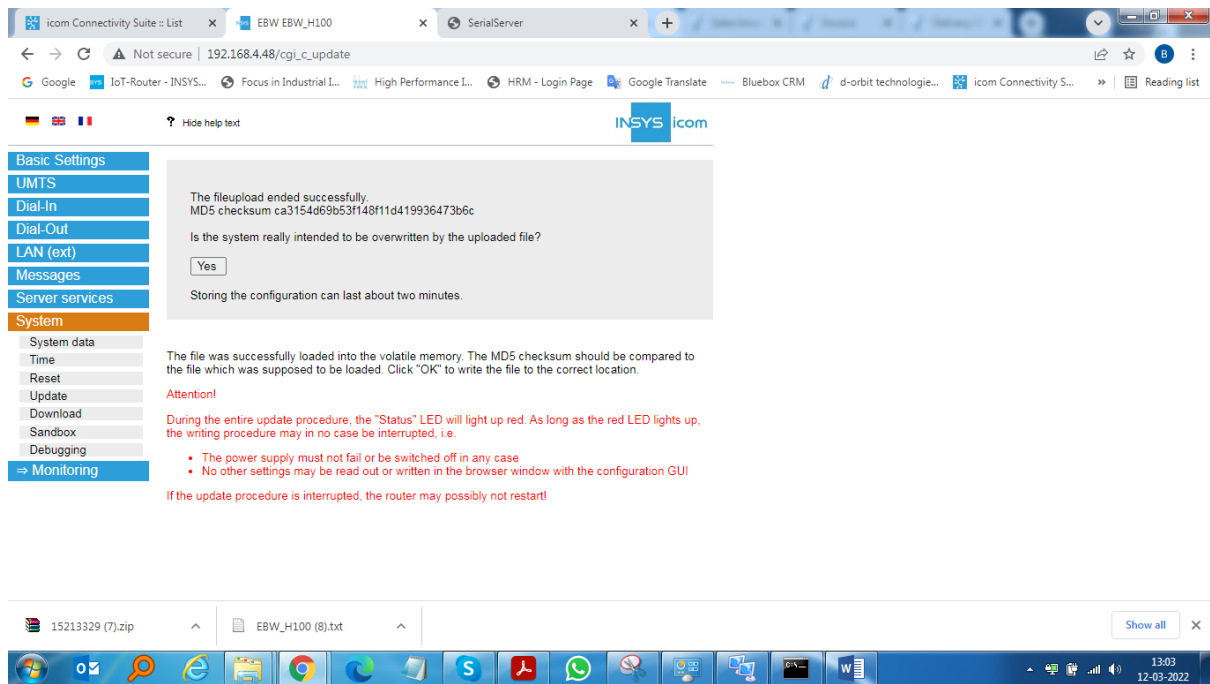 icom Connectivity Suite :: List
EBW EBW_H100
SerialServer
Not secure | 192.168.4.48/cgi_c_update
B
Google
IoT-Router - INSYS...
Focus in Industrial I...
High Performance I...
HRM - Login Page
Google Translate
Bluebox CRM
d-orbit technologie...
icom Connectivity S...
»
Reading list
? Hide help text
INSYS icom
Basic Settings
UMTS
Dial-In
Dial-Out
LAN (ext)
Messages
Server services
System
System data
Time
Reset
Update
Download
Sandbox
Debugging
⇒ Monitoring
The fileupload ended successfully.
MD5 checksum ca3154d69b53f148f11d419936473b6c
Is the system really intended to be overwritten by the uploaded file?
Yes
Storing the configuration can last about two minutes.
The file was successfully loaded into the volatile memory. The MD5 checksum should be compared to
the file which was supposed to be loaded. Click "OK" to write the file to the correct location.
Attention!
During the entire update procedure, the "Status" LED will light up red. As long as the red LED lights up,
the writing procedure may in no case be interrupted, i.e.
• The power supply must not fail or be switched off in any case
• No other settings may be read out or written in the browser window with the configuration GUI
If the update procedure is interrupted, the router may possibly not restart!
15213329 (7).zip
EBW_H100 (8).txt
Show all
13:03
12-03-2022